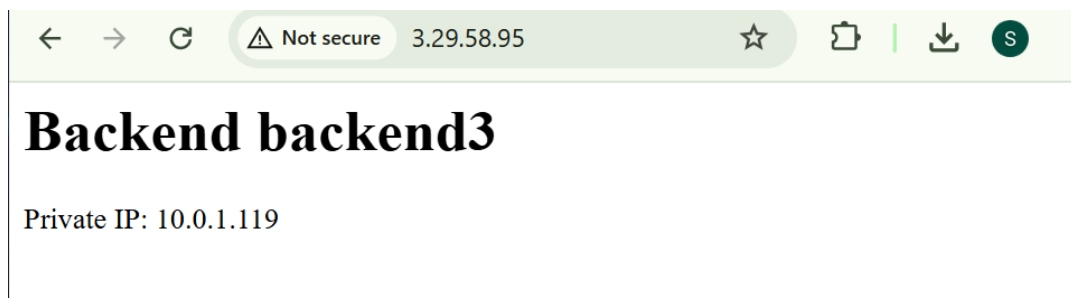 Not secure 3.29.58.95 S
Backend backend3
Private IP: 10.0.1.119